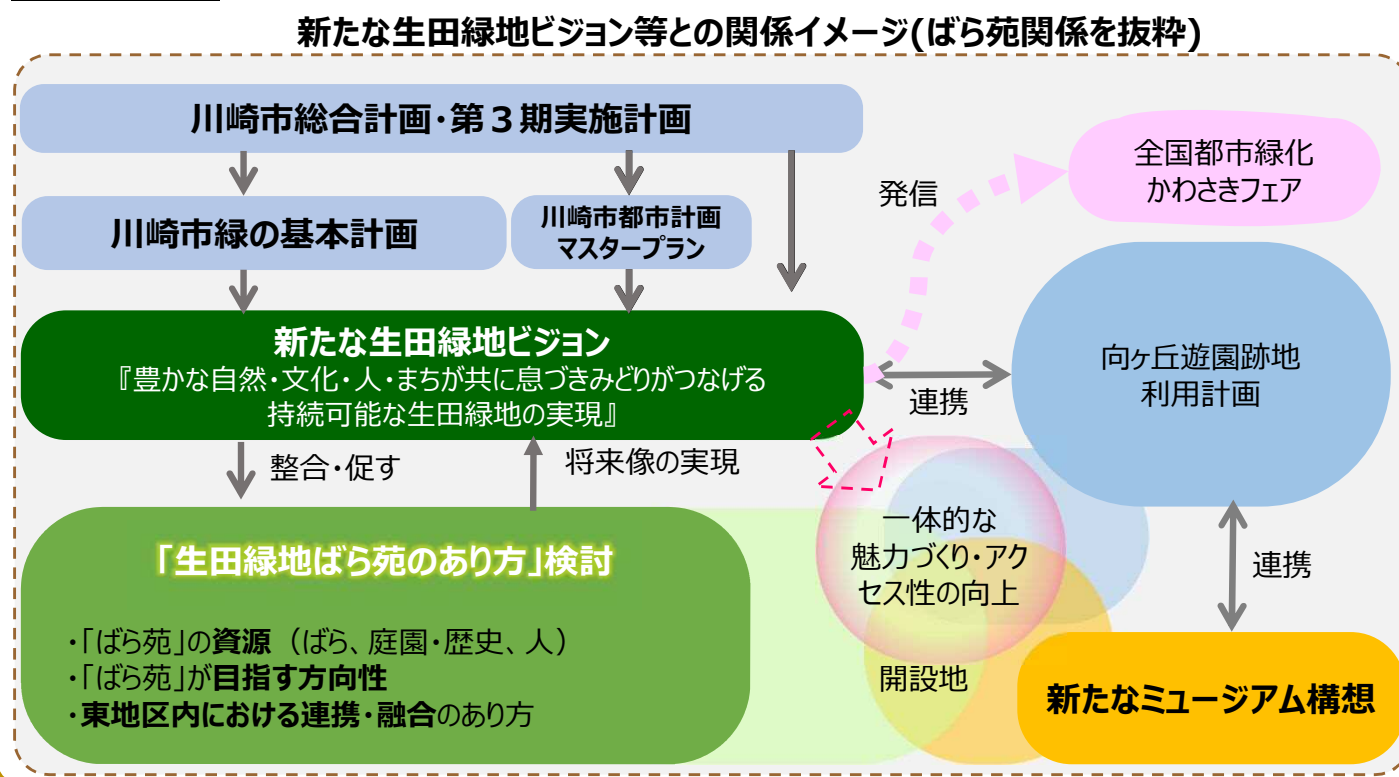 新たな生田緑地ビジョン等との関係イメージ(ばら苑関係を抜粋)
川崎市総合計画・第３期実施計画
川崎市緑の基本計画
川崎市都市計画
マスタープラン
発信
全国都市緑化
かわさきフェア
新たな生田緑地ビジョン
『豊かな自然・文化・人・まちが共に息づきみどりがつなげる
持続可能な生田緑地の実現』
連携
向ヶ丘遊園跡地
利用計画
整合・促す
将来像の実現
「生田緑地ばら苑のあり方」検討
・「ばら苑」の資源（ばら、庭園・歴史、人）
・「ばら苑」が目指す方向性
・東地区内における連携・融合のあり方
一体的な
魅力づくり・アク
セス性の向上
開設地
連携
新たなミュージアム構想